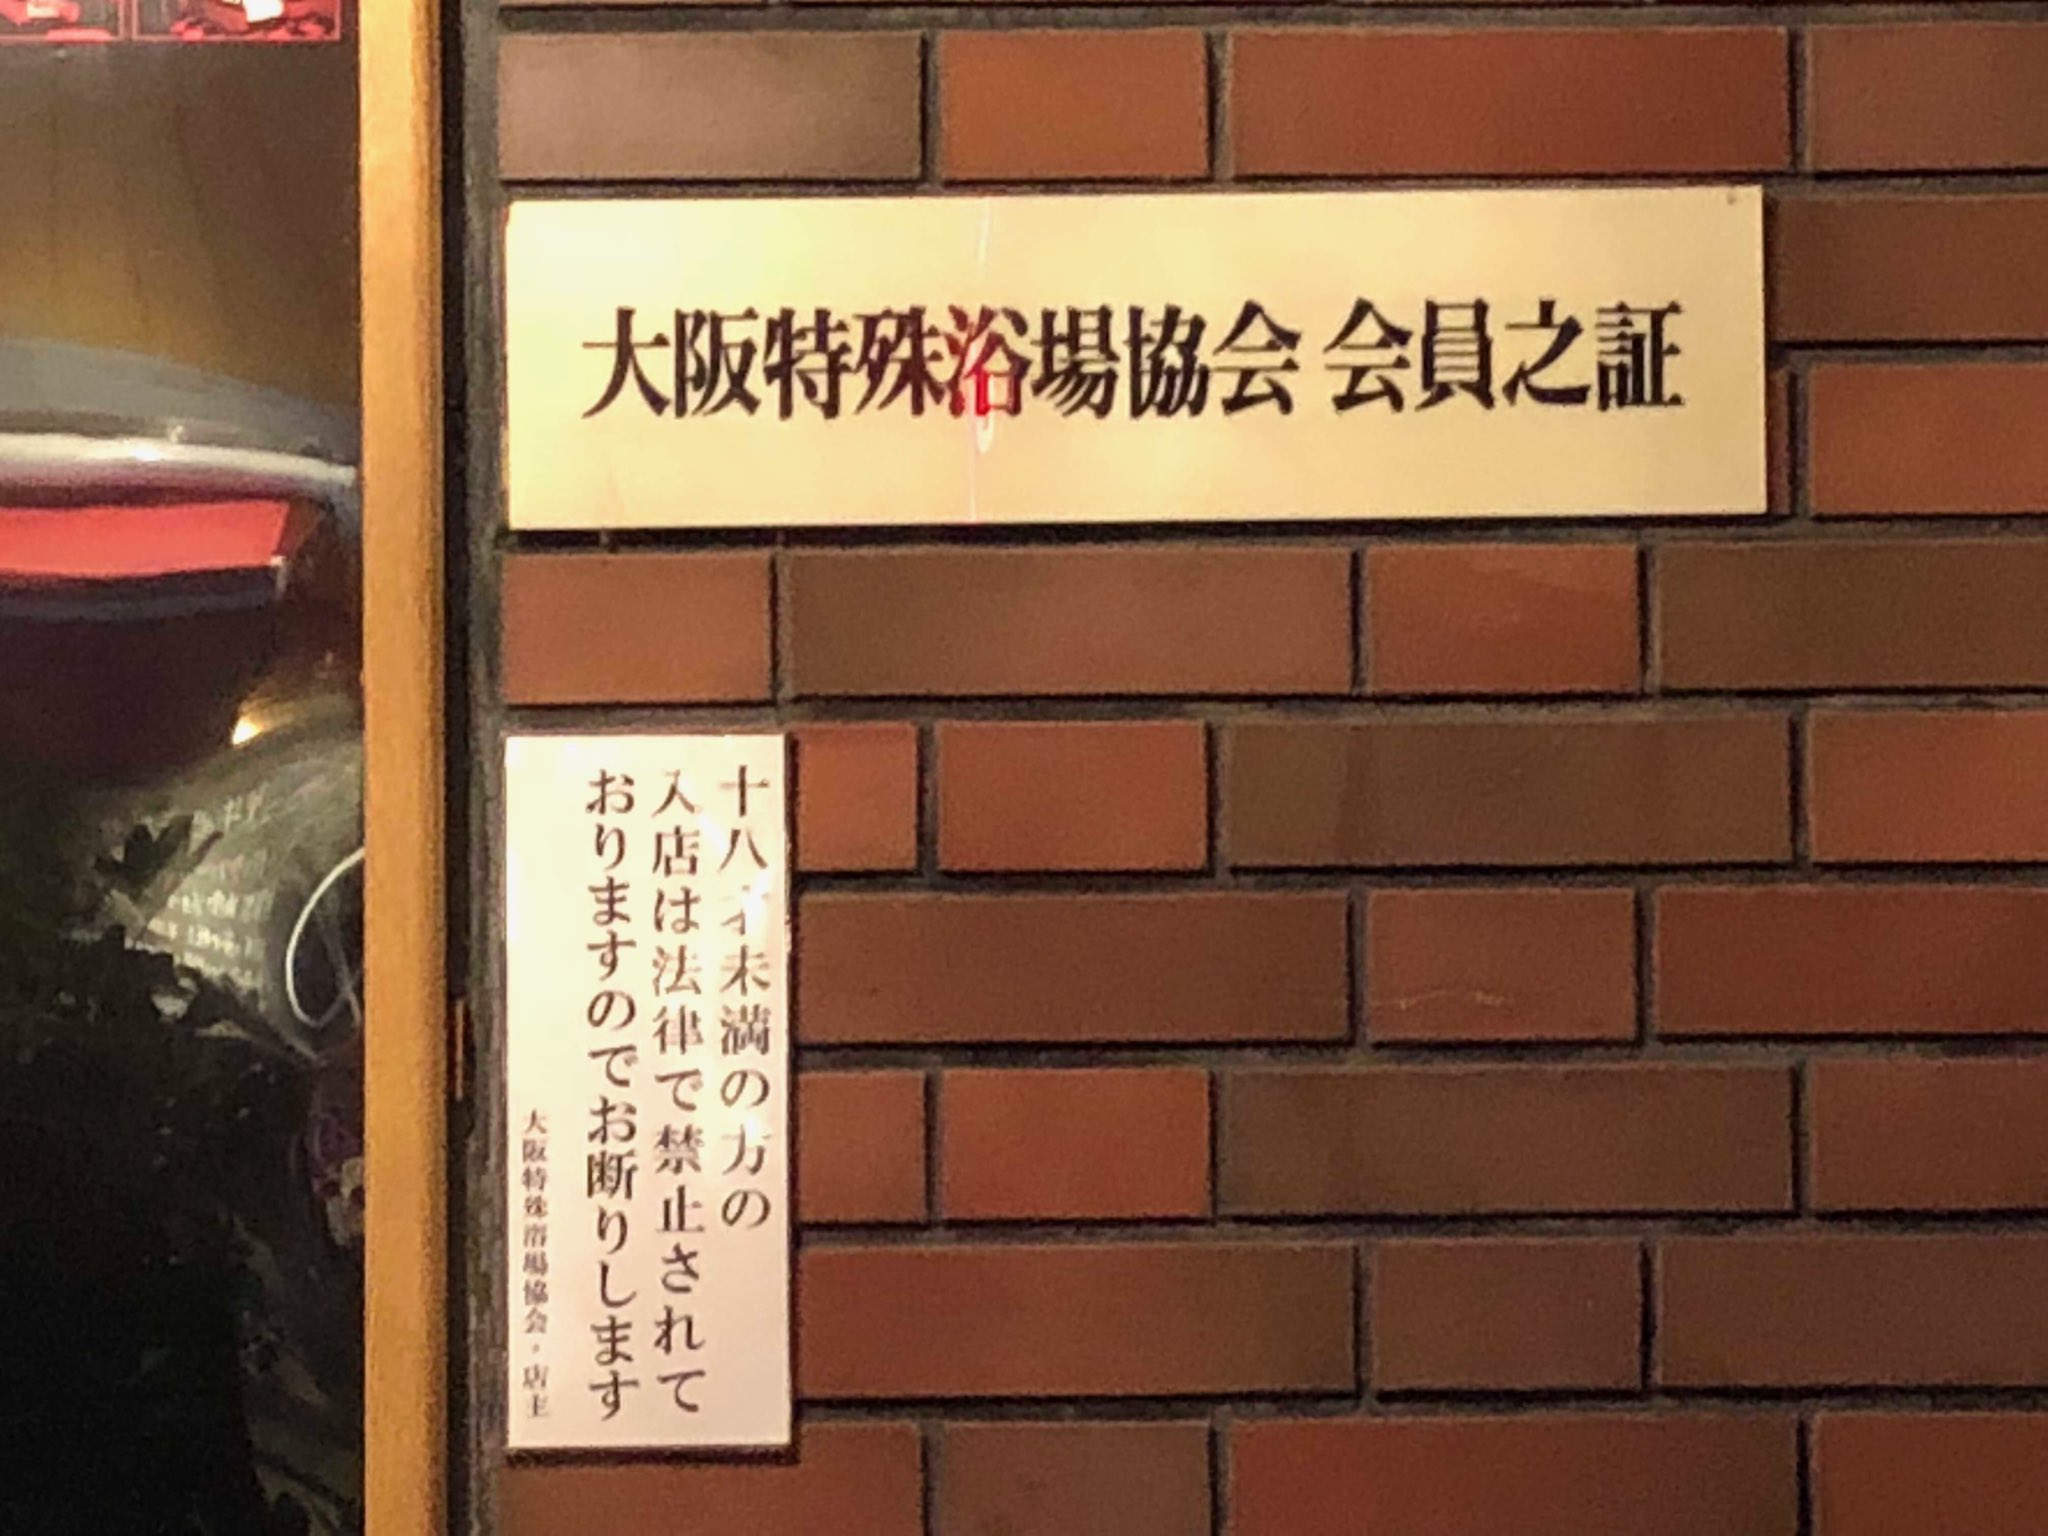 大阪特殊浴場協会 会員之証
十八才未満の方の
入店は法律で禁止されて
おりますのでお断りします
大阪特殊浴場協会・店主